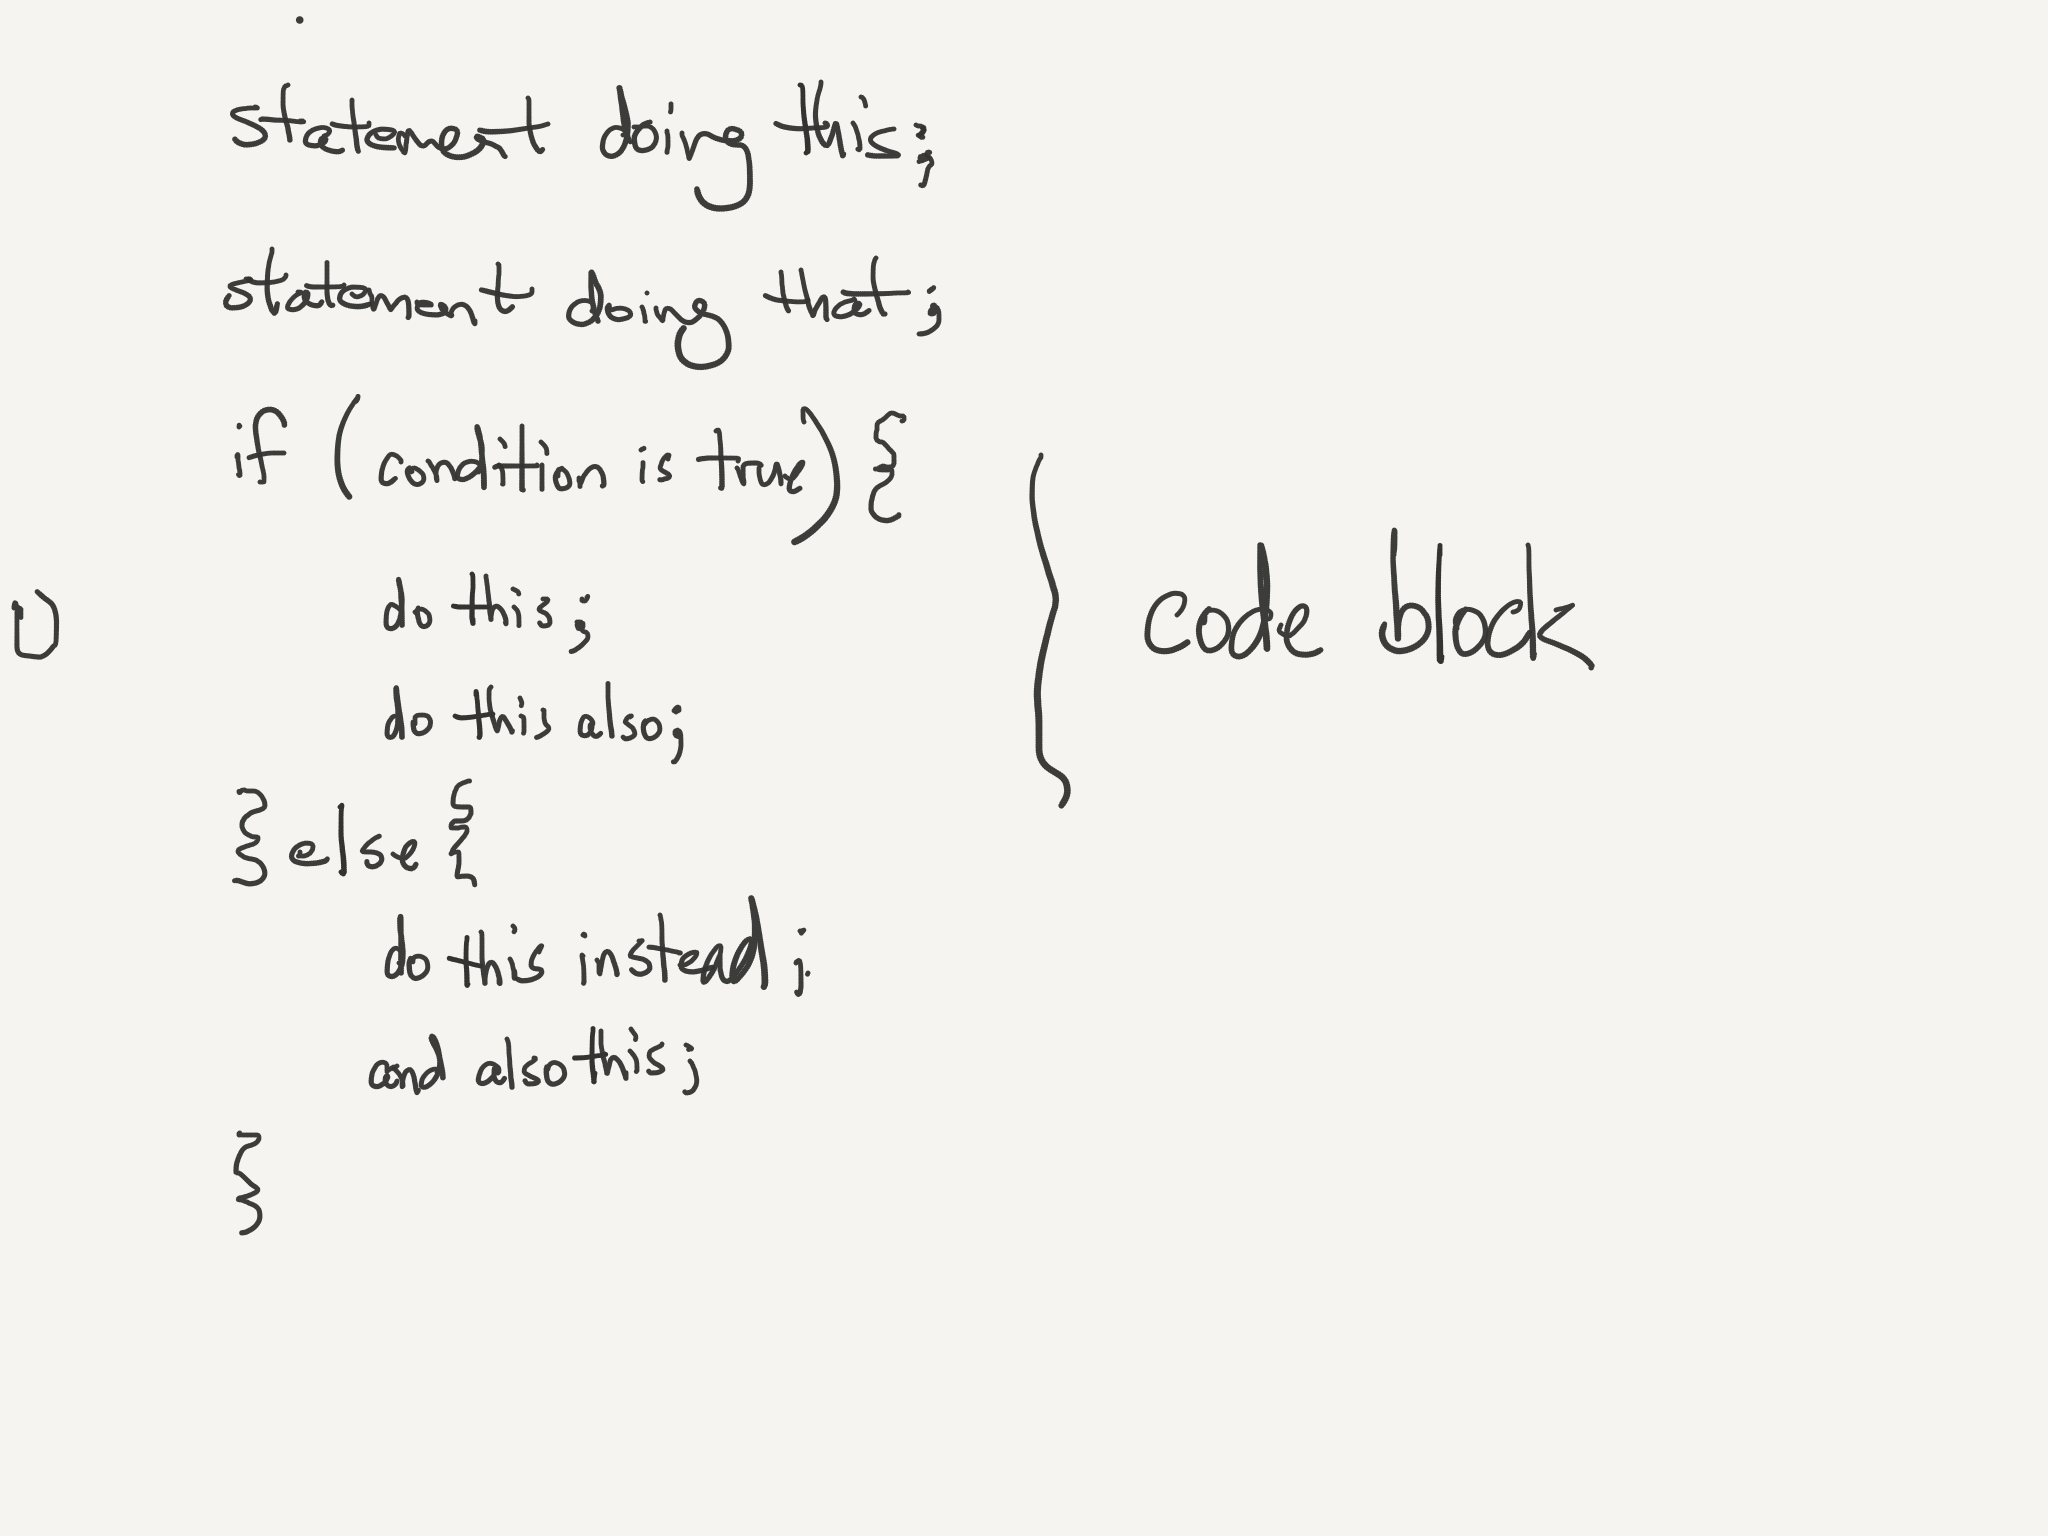 statement doing this;
statement doing that;
if (condition is true) {
do this;
do this also;
} else {
do this instead;
and also this;
}
code block